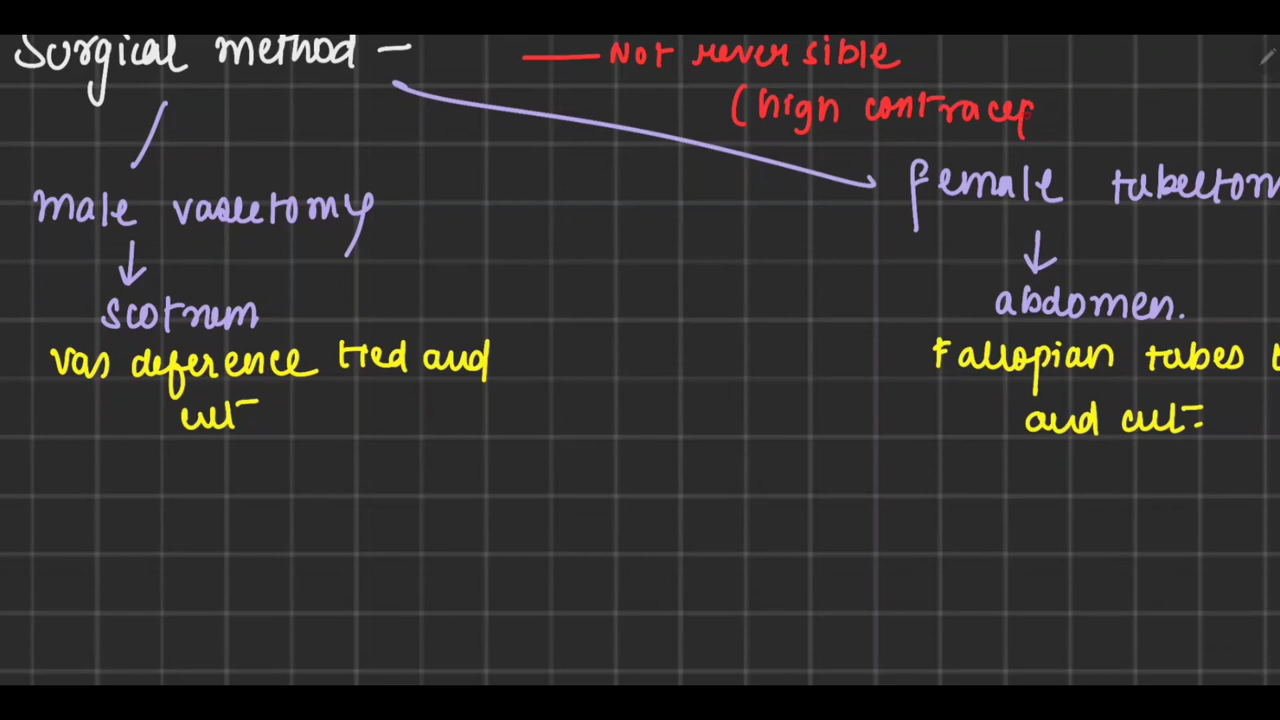 Surgical method - — Not reversible
(high contracep
male vasectomy
female tubectom
scotrum
abdomen.
vas deference tied and
cut
Fallopian tubes
and cut